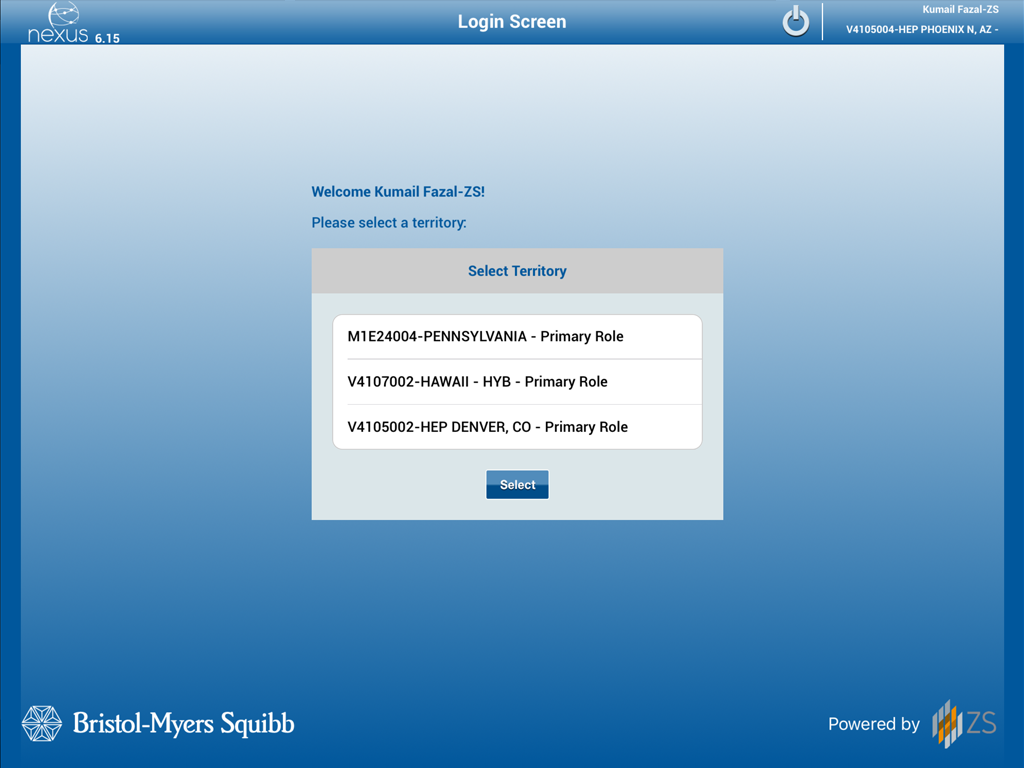 nexus 6.15
Login Screen
Kumail Fazal-ZS
V4105004-HEP PHOENIX N, AZ -
Welcome Kumail Fazal-ZS!
Please select a territory:
Select Territory
M1E24004-PENNSYLVANIA - Primary Role
V4107002-HAWAII - HYB - Primary Role
V4105002-HEP DENVER, CO - Primary Role
Select
Bristol-Myers Squibb
Powered by ZS